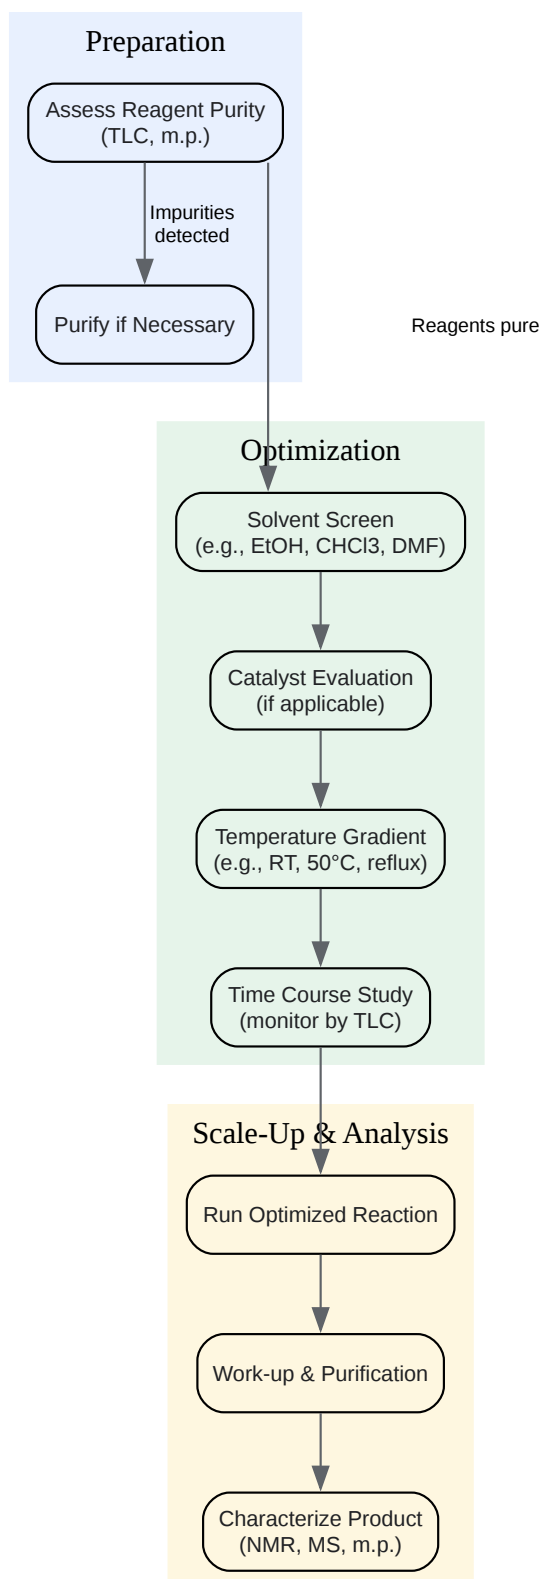 Preparation
Assess Reagent Purity
(TLC, m.p.)
Impurities
detected
Purify if Necessary
Reagents pure
Optimization
Solvent Screen
(e.g., EtOH, CHCl3, DMF)
Catalyst Evaluation
(if applicable)
Temperature Gradient
(e.g., RT, 50°C, reflux)
Time Course Study
(monitor by TLC)
Scale-Up & Analysis
Run Optimized Reaction
Work-up & Purification
Characterize Product
(NMR, MS, m.p.)